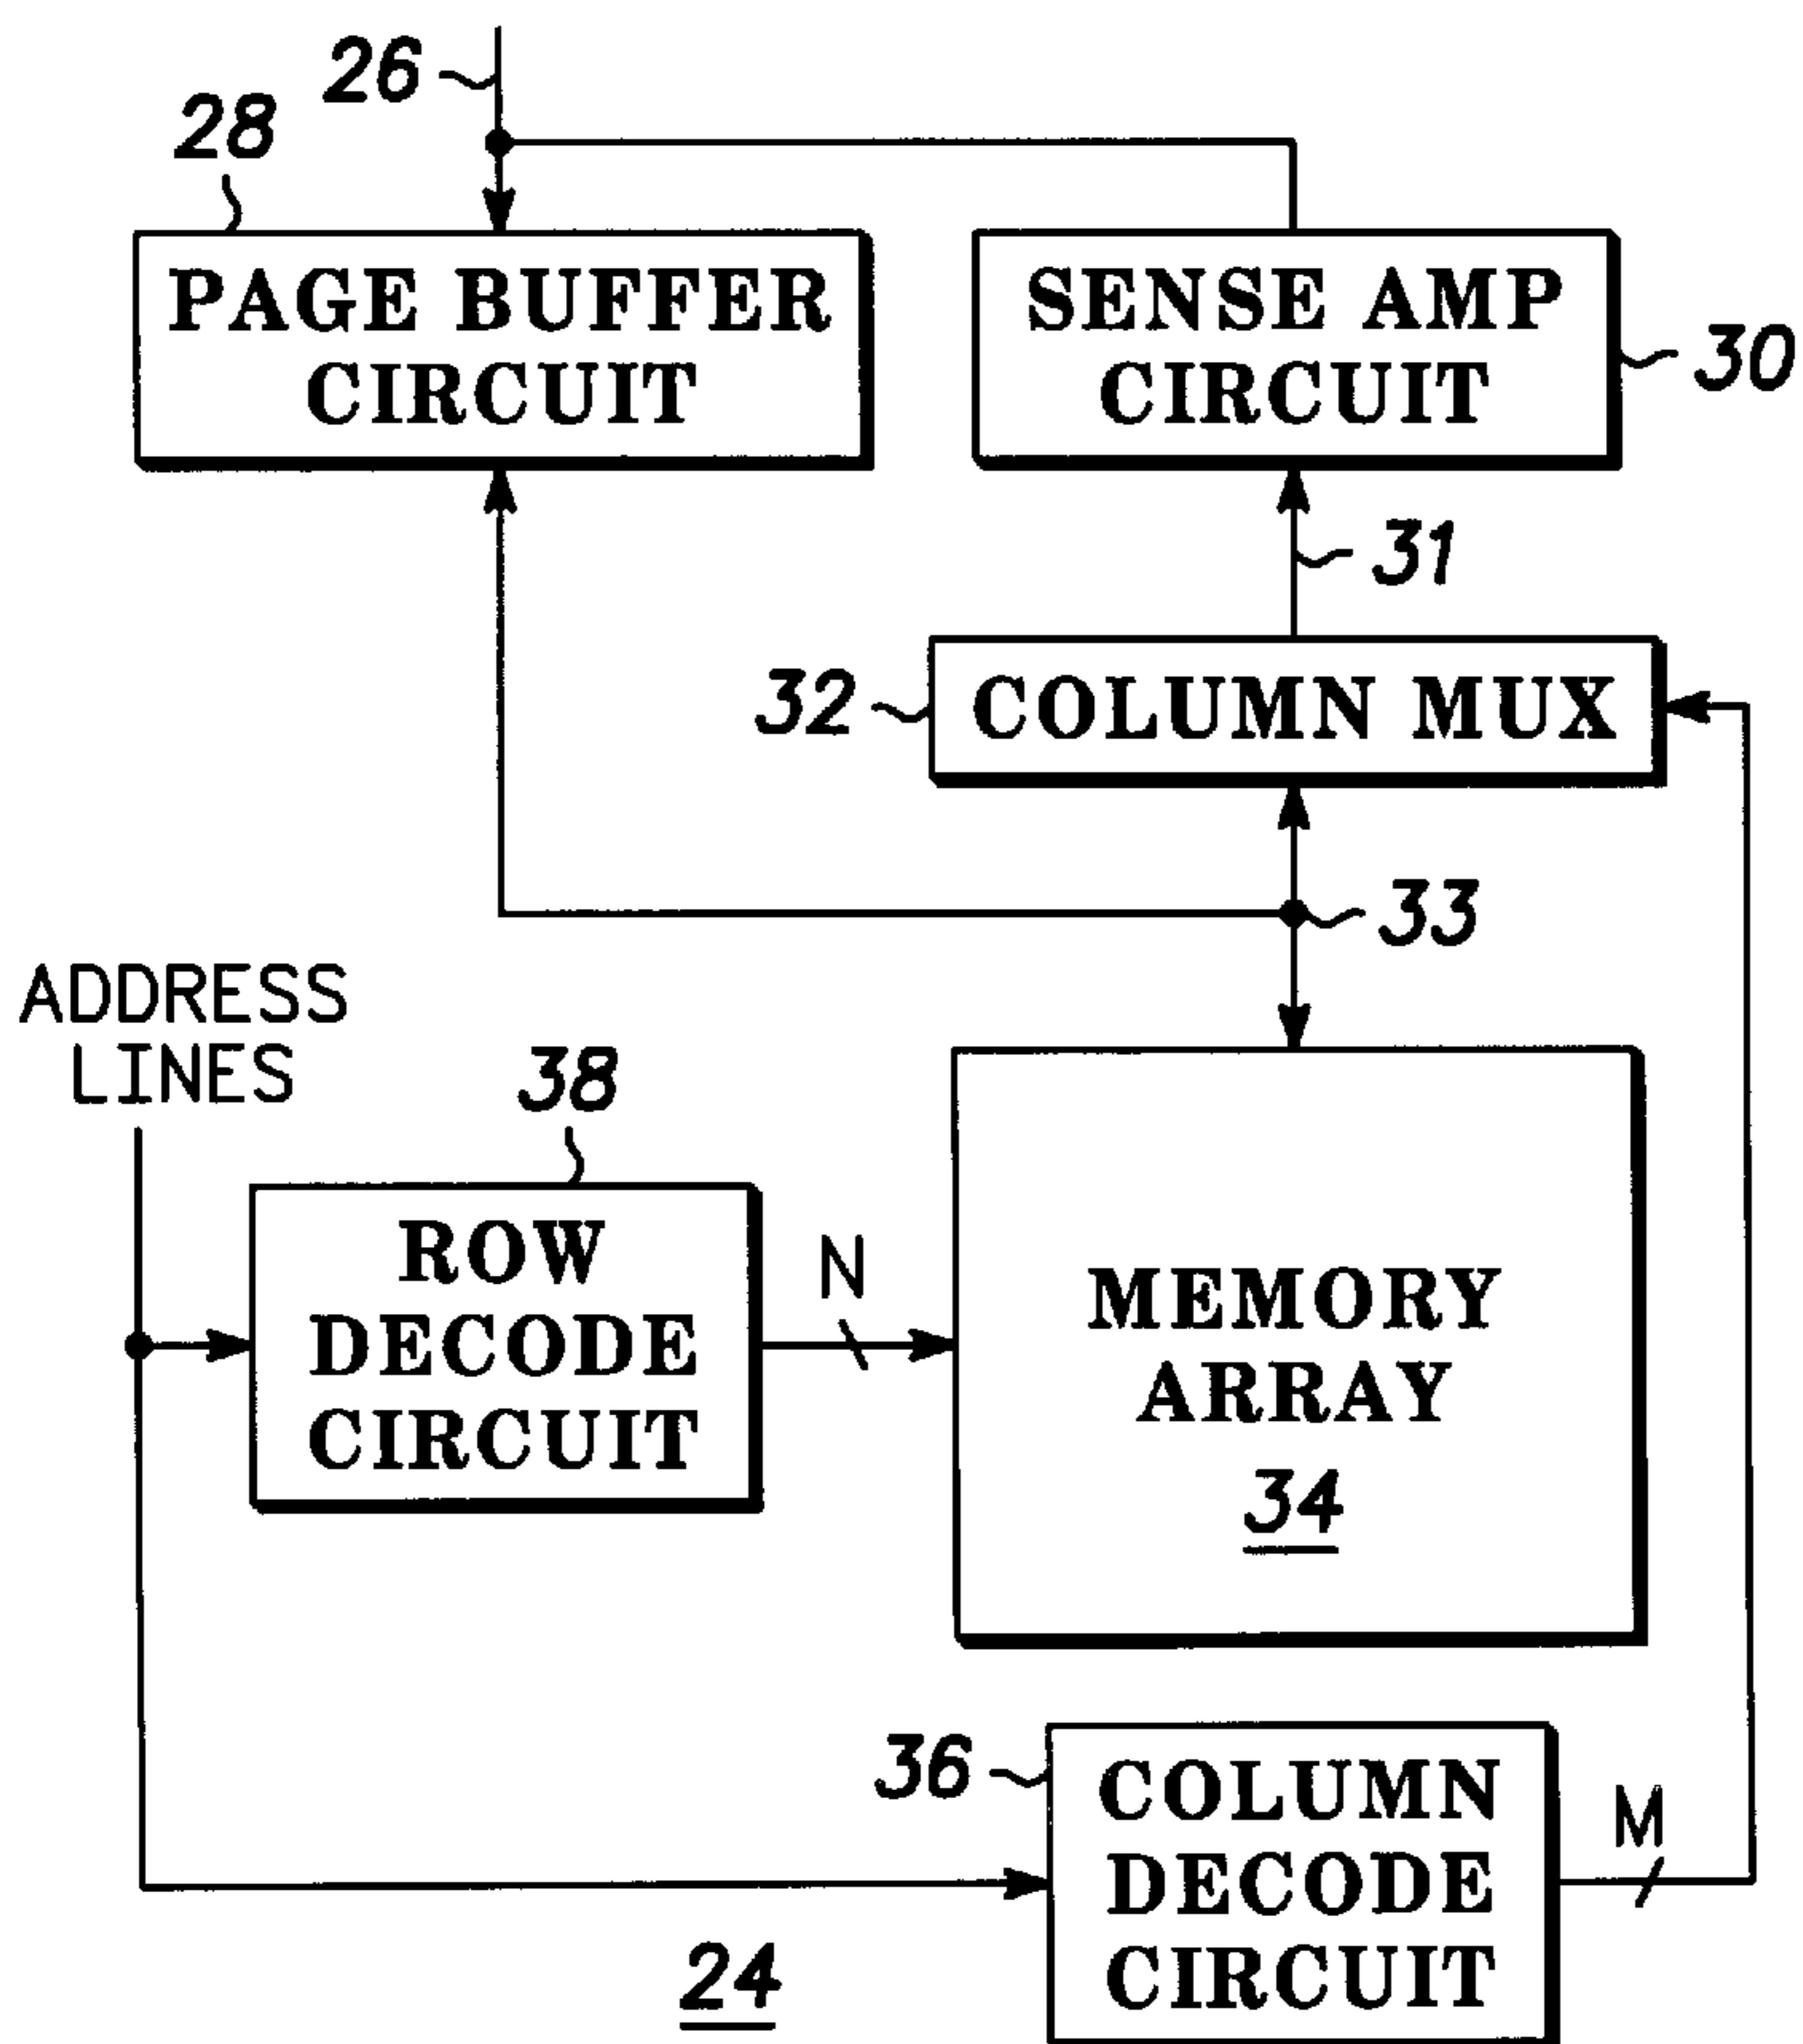 26
28
PAGE BUFFER
CIRCUIT
SENSE AMP
CIRCUIT
30
31
32
COLUMN MUX
33
ADDRESS
LINES
38
ROW
DECODE
CIRCUIT
N
MEMORY
ARRAY
34
36
COLUMN
DECODE
CIRCUIT
M
24